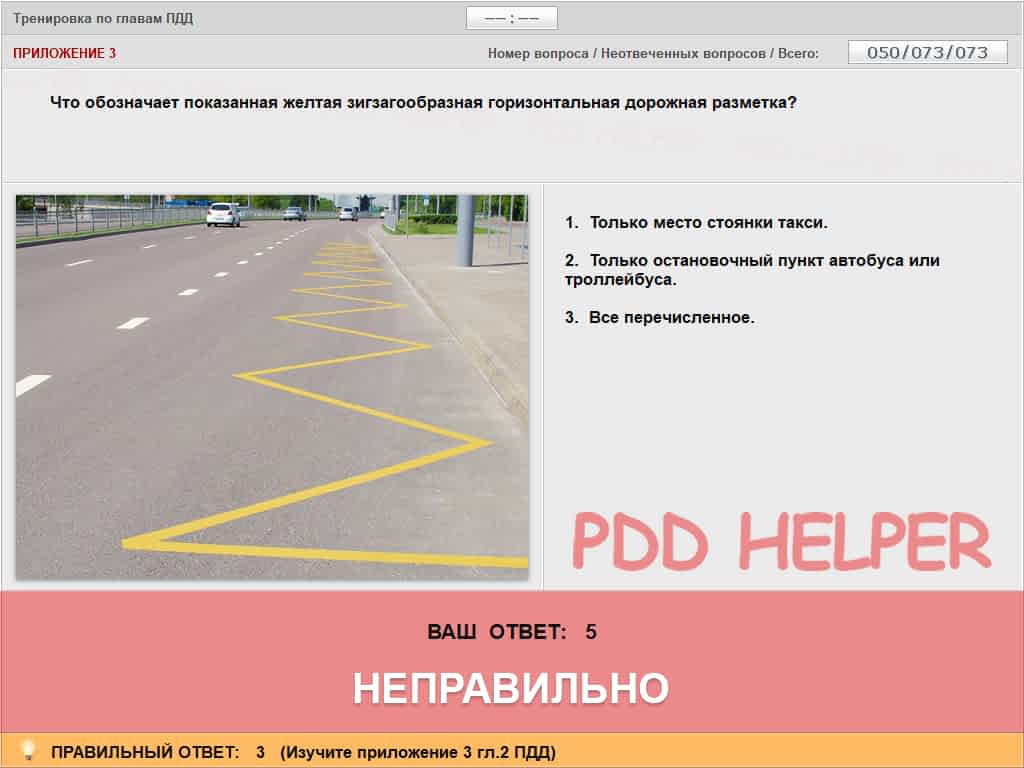 Тренировка по главам ПДД
—— : ——
ПРИЛОЖЕНИЕ 3
Номер вопроса / Неотвеченных вопросов / Всего:
050/073/073
Что обозначает показанная желтая зигзагообразная горизонтальная дорожная разметка?
1. Только место стоянки такси.
2. Только остановочный пункт автобуса или
троллейбуса.
3. Все перечисленное.
PDD HELPER
ВАШ ОТВЕТ: 5
НЕПРАВИЛЬНО
ПРАВИЛЬНЫЙ ОТВЕТ: 3 (Изучите приложение 3 гл.2 ПДД)